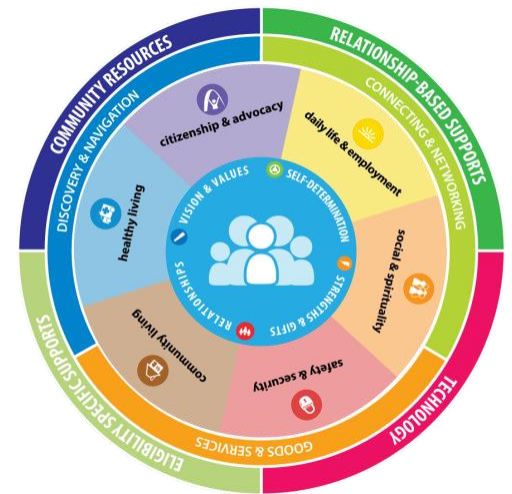 COMMUNITY RESOURCES
RELATIONSHIP-BASED SUPPORTS
TECHNOLOGY
ELIGIBILITY SPECIFIC SUPPORTS
DISCOVERY & NAVIGATION
CONNECTING & NETWORKING
GOODS & SERVICES
citizenship & advocacy
daily life & employment
social & spirituality
safety & security
community living
healthy living
VISION & VALUES
SELF-DETERMINATION
STRENGTHS & GIFTS
RELATIONSHIPS